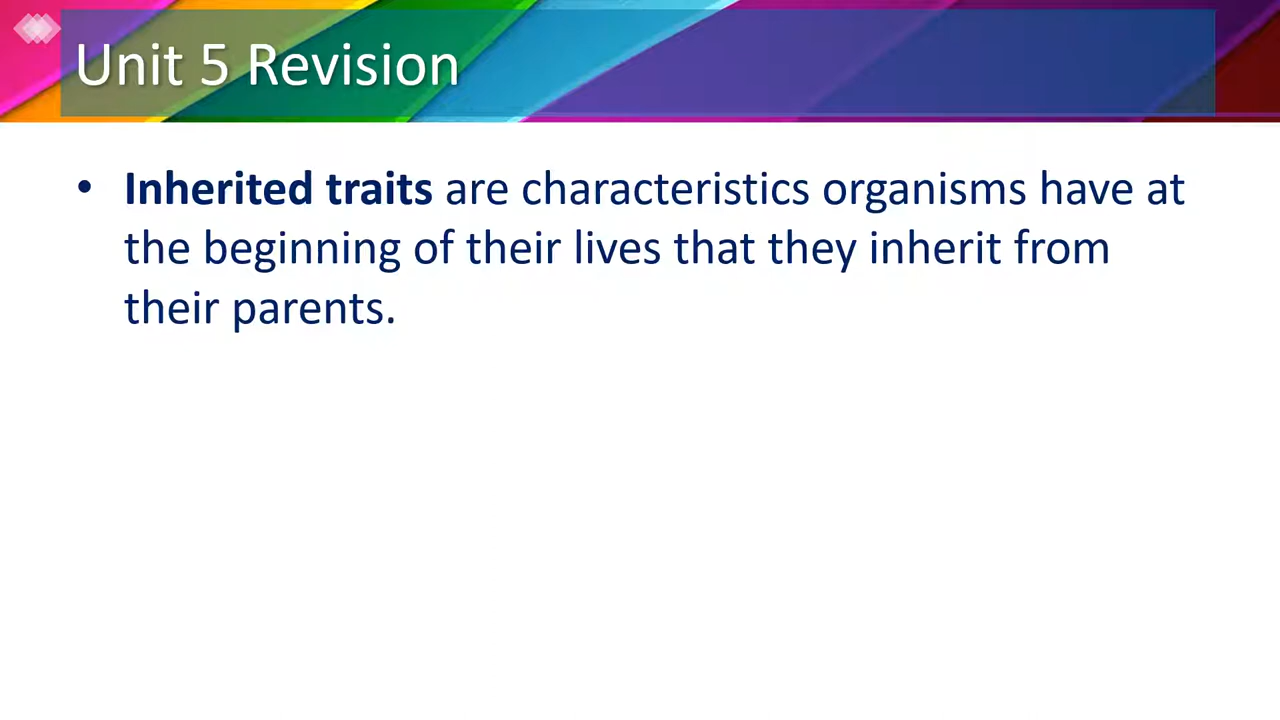 Unit 5 Revision
• Inherited traits are characteristics organisms have at
the beginning of their lives that they inherit from
their parents.